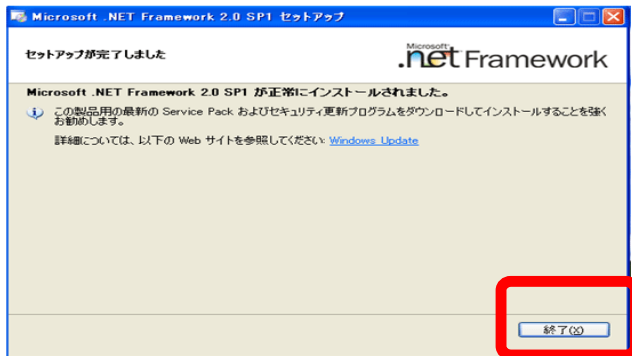 Microsoft .NET Framework 2.0 SP1 セットアップ
セットアップが完了しました
Microsoft
.net Framework
Microsoft .NET Framework 2.0 SP1 が正常にインストールされました。
この製品用の最新の Service Pack およびセキュリティ更新プログラムをダウンロードしてインストールすることを強く
お勧めします。
詳細については、以下の Web サイトを参照してください: Windows Update
終了(X)